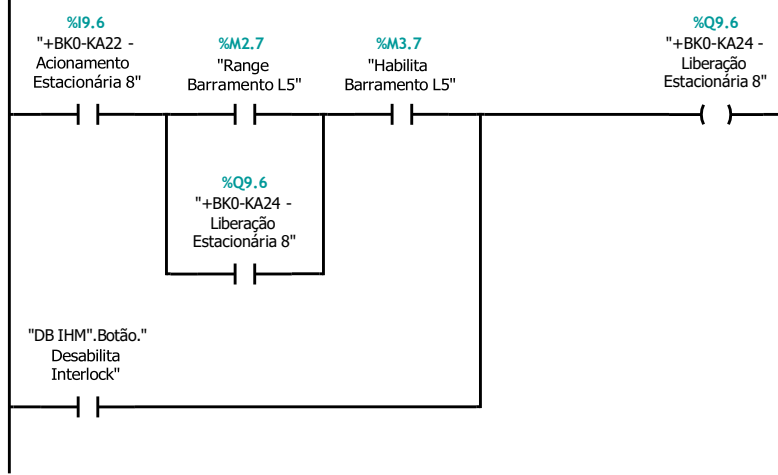 %I9.6
"+BK0-KA22 -
Acionamento
Estacionária 8"
%M2.7
"Range
Barramento L5"
%M3.7
"Habilita
Barramento L5"
%Q9.6
"+BK0-KA24 -
Liberação
Estacionária 8"
%Q9.6
"+BK0-KA24 -
Liberação
Estacionária 8"
"DB IHM".Botão."
Desabilita
Interlock"